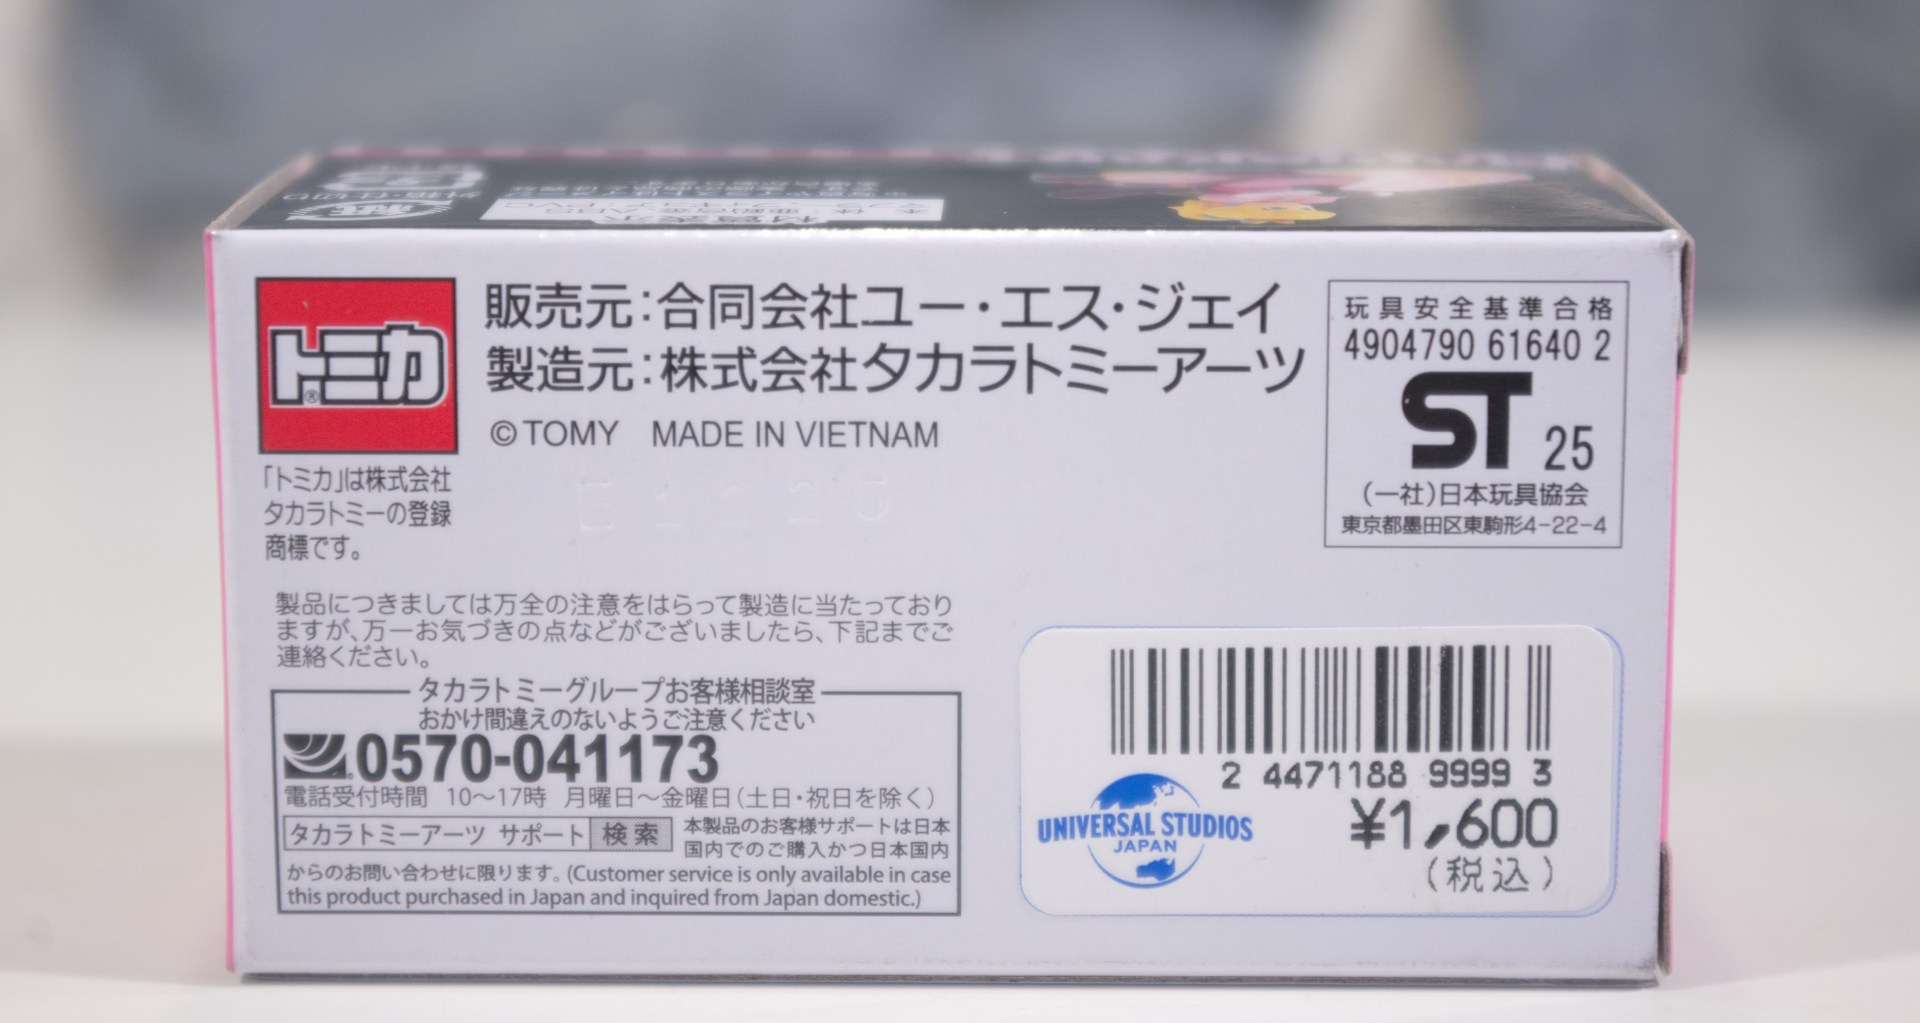 トミカ®
販売元：合同会社ユー・エス・ジェイ
製造元：株式会社タカラトミーアーツ
© TOMY MADE IN VIETNAM
「トミカ」は株式会社
タカラトミーの登録
商標です。
玩具安全基準合格
4904790 61640 2
ST 25
(一社)日本玩具協会
東京都墨田区東駒形4-22-4
製品につきましては万全の注意をはらって製造に当たっており
ますが、万一お気づきの点などがございましたら、下記までご
連絡ください。
タカラトミーグループお客様相談室
おかけ間違えのないようご注意ください
0570-041173
電話受付時間 10〜17時 月曜日〜金曜日(土日・祝日を除く)
タカラトミーアーツ サポート 検索
本製品のお客様サポートは日本
国内でのご購入かつ日本国内
からのお問い合わせに限ります。(Customer service is only available in case
this product purchased in Japan and inquired from Japan domestic.)
2 4471188 9999 3
UNIVERSAL STUDIOS
JAPAN
¥1,600
(税込)